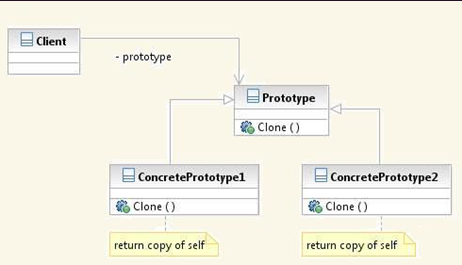 Client
- prototype
Prototype
Clone ( )
ConcretePrototype1
ConcretePrototype2
Clone ( )
Clone ( )
return copy of self
return copy of self